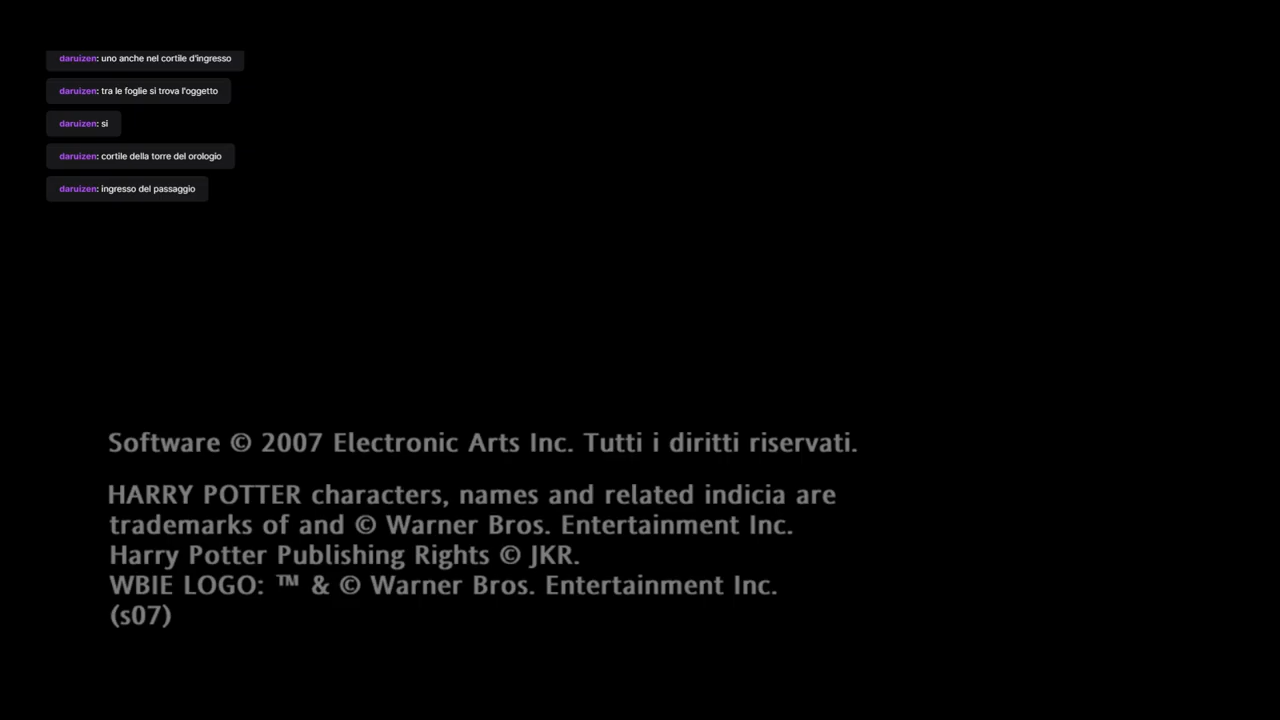 daruizen: uno anche nel cortile d'ingresso
daruizen: tra le foglie si trova l'oggetto
daruizen: si
daruizen: cortile della torre del orologio
daruizen: ingresso del passaggio
Software © 2007 Electronic Arts Inc. Tutti i diritti riservati.
HARRY POTTER characters, names and related indicia are
trademarks of and © Warner Bros. Entertainment Inc.
Harry Potter Publishing Rights © JKR.
WBIE LOGO: ™ & © Warner Bros. Entertainment Inc.
(s07)